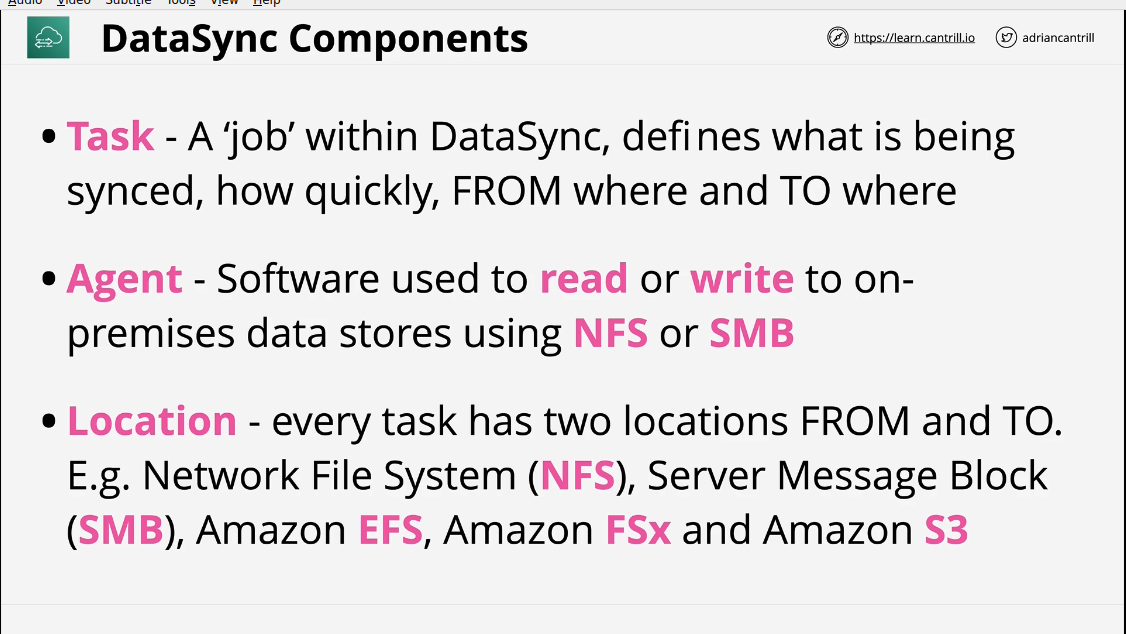 Audio Video Subtitle Tools View Help
DataSync Components
https://learn.cantrill.io
adriancantrill
• Task - A ‘job’ within DataSync, defines what is being
synced, how quickly, FROM where and TO where
• Agent - Software used to read or write to on-
premises data stores using NFS or SMB
• Location - every task has two locations FROM and TO.
E.g. Network File System (NFS), Server Message Block
(SMB), Amazon EFS, Amazon FSx and Amazon S3